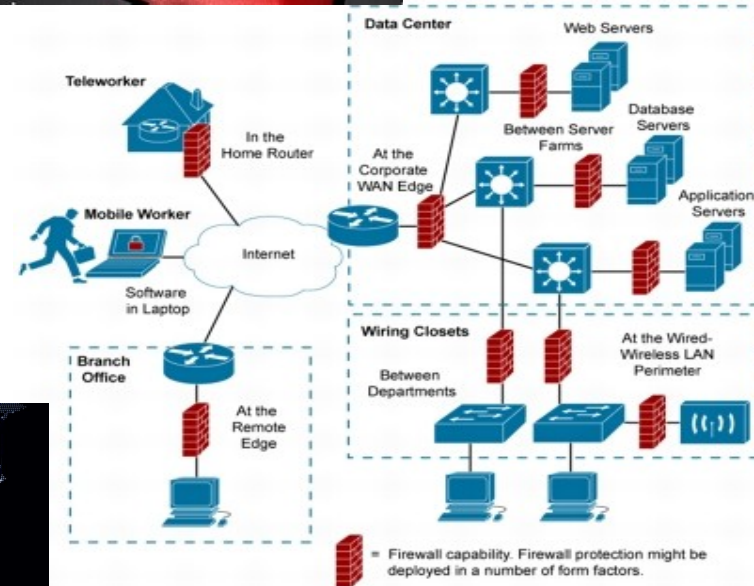 Data Center
Web Servers
Teleworker
In the
Home Router
At the
Corporate
WAN Edge
Between Server
Farms
Database
Servers
Application
Servers
Mobile Worker
Internet
Software
in Laptop
Wiring Closets
Between
Departments
At the Wired-
Wireless LAN
Perimeter
Branch
Office
At the
Remote
Edge
= Firewall capability. Firewall protection might be
deployed in a number of form factors.